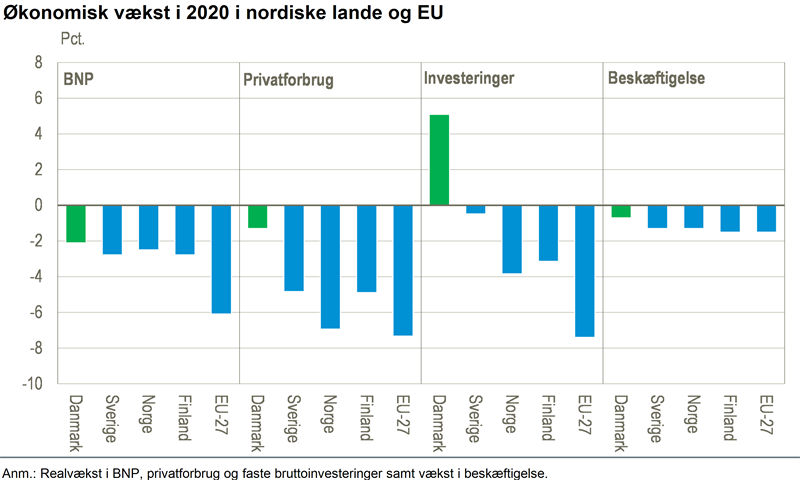 Økonomisk vækst i 2020 i nordiske lande og EU
Pct.
8
6
4
2
0
-2
-4
-6
-8
-10
BNP
Privatforbrug
Investeringer
Beskæftigelse
Danmark
Sverige
Norge
Finland
EU-27
Danmark
Sverige
Norge
Finland
EU-27
Danmark
Sverige
Norge
Finland
EU-27
Danmark
Sverige
Norge
Finland
EU-27
Anm.: Realvækst i BNP, privatforbrug og faste bruttoinvesteringer samt vækst i beskæftigelse.